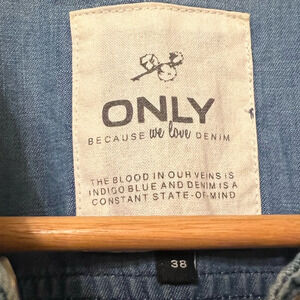 ONLY
BECAUSE we love DENIM
THE BLOOD IN OUR VEINS IS
INDIGO BLUE AND DENIM IS A
CONSTANT STATE-OF-MIND
38